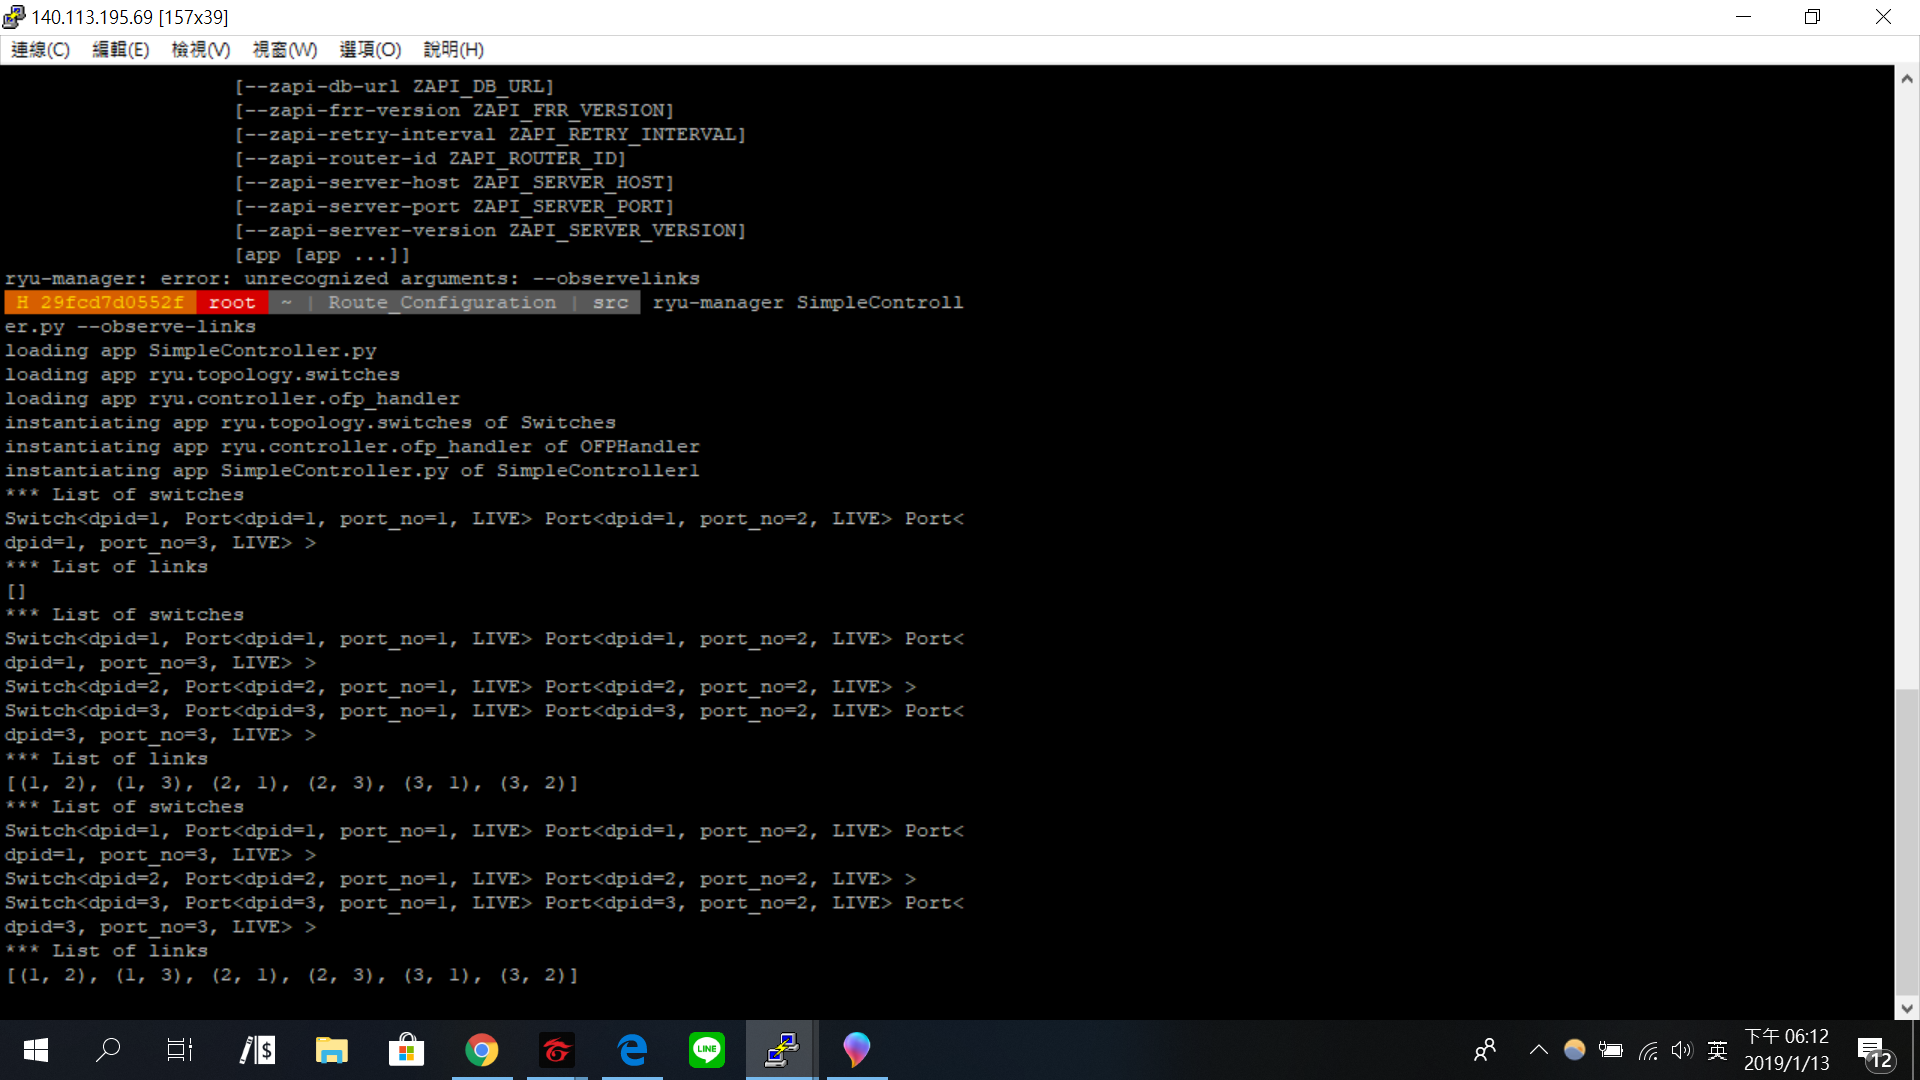 140.113.195.69 [157x39]
連線(C) 編輯(E) 檢視(V) 視窗(W) 選項(O) 說明(H)
[--zapi-db-url ZAPI_DB_URL]
[--zapi-frr-version ZAPI_FRR_VERSION]
[--zapi-retry-interval ZAPI_RETRY_INTERVAL]
[--zapi-router-id ZAPI_ROUTER_ID]
[--zapi-server-host ZAPI_SERVER_HOST]
[--zapi-server-port ZAPI_SERVER_PORT]
[--zapi-server-version ZAPI_SERVER_VERSION]
[app [app ...]]
ryu-manager: error: unrecognized arguments: --observelinks
H 29fcd7d0552f root ~ | Route_Configuration | src ryu-manager SimpleControll
er.py --observe-links
loading app SimpleController.py
loading app ryu.topology.switches
loading app ryu.controller.ofp_handler
instantiating app ryu.topology.switches of Switches
instantiating app ryu.controller.ofp_handler of OFPHandler
instantiating app SimpleController.py of SimpleController1
*** List of switches
Switch<dpid=1, Port<dpid=1, port_no=1, LIVE> Port<dpid=1, port_no=2, LIVE> Port<
dpid=1, port_no=3, LIVE> >
*** List of links
[]
*** List of switches
Switch<dpid=1, Port<dpid=1, port_no=1, LIVE> Port<dpid=1, port_no=2, LIVE> Port<
dpid=1, port_no=3, LIVE> >
Switch<dpid=2, Port<dpid=2, port_no=1, LIVE> Port<dpid=2, port_no=2, LIVE> >
Switch<dpid=3, Port<dpid=3, port_no=1, LIVE> Port<dpid=3, port_no=2, LIVE> Port<
dpid=3, port_no=3, LIVE> >
*** List of links
[(1, 2), (1, 3), (2, 1), (2, 3), (3, 1), (3, 2)]
*** List of switches
Switch<dpid=1, Port<dpid=1, port_no=1, LIVE> Port<dpid=1, port_no=2, LIVE> Port<
dpid=1, port_no=3, LIVE> >
Switch<dpid=2, Port<dpid=2, port_no=1, LIVE> Port<dpid=2, port_no=2, LIVE> >
Switch<dpid=3, Port<dpid=3, port_no=1, LIVE> Port<dpid=3, port_no=2, LIVE> Port<
dpid=3, port_no=3, LIVE> >
*** List of links
[(1, 2), (1, 3), (2, 1), (2, 3), (3, 1), (3, 2)]
LINE
英
下午 06:12
2019/1/13
12